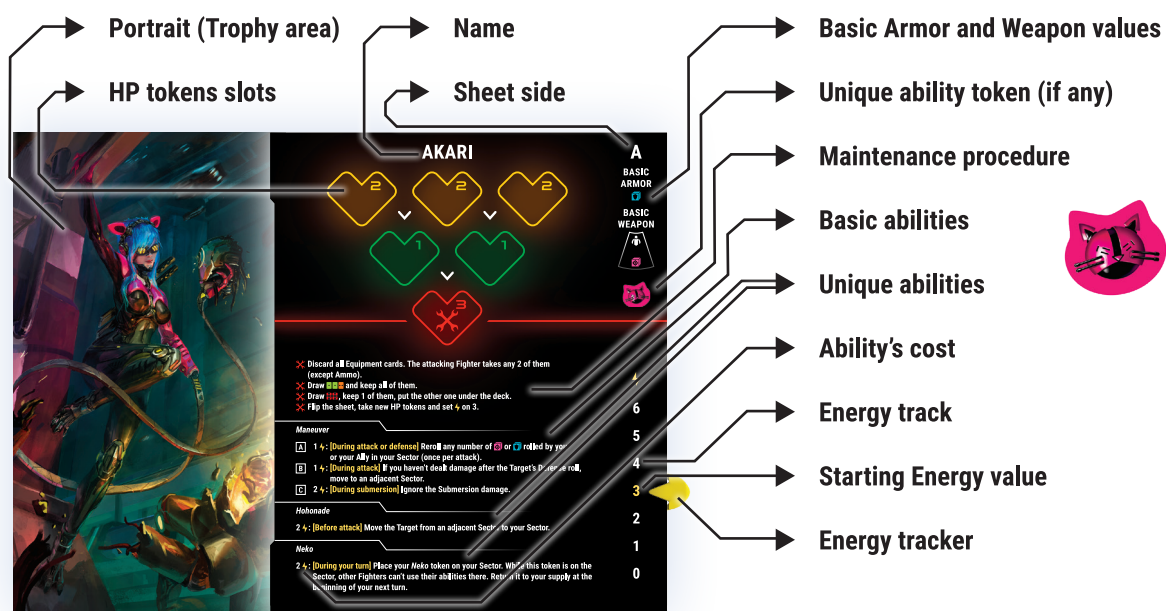 Portrait (Trophy area)
Name
Basic Armor and Weapon values
HP tokens slots
Sheet side
Unique ability token (if any)
Maintenance procedure
Basic abilities
Unique abilities
Ability's cost
Energy track
Starting Energy value
Energy tracker
AKARI
A
BASIC
ARMOR
BASIC
WEAPON
2 2 2
1 1
3
Discard all Equipment cards. The attacking Fighter takes any 2 of them
(except Ammo).
Draw and keep all of them.
Draw , keep 1 of them, put the other one under the deck.
Flip the sheet, take new HP tokens and set on 3.
Maneuver
A 1 : [During attack or defense] Reroll any number of or rolled by you
or your Ally in your Sector (once per attack).
B 1 : [During attack] If you haven't dealt damage after the Target's Defense roll,
move to an adjacent Sector.
C 2 : [During submersion] Ignore the Submersion damage.
Hohonade
2 : [Before attack] Move the Target from an adjacent Sector to your Sector.
Neko
2 : [During your turn] Place your Neko token on your Sector. While this token is on the
Sector, other Fighters can't use their abilities there. Return it to your supply at the
beginning of your next turn.
6
5
4
3
2
1
0